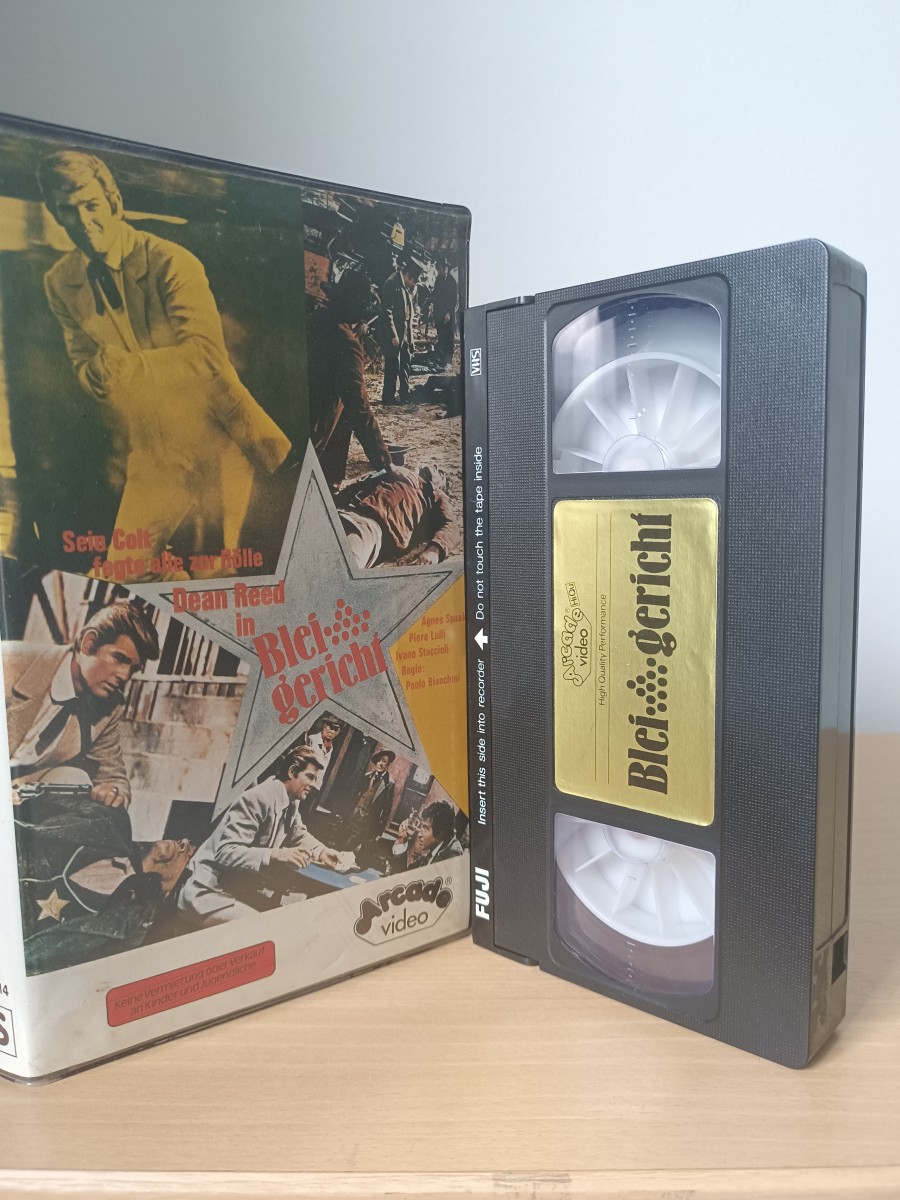 Sein Colt
fegte alle zur Hölle
Dean Reed
in
Blei
gericht
Agnes Spaak
Piero Lulli
Ivano Staccioli
Regie:
Paolo Bianchini
Arcade®
video
Keine Vermietung oder Verkauf
an Kinder und Jugendliche
14
S
VHS
Insert this side into recorder Do not touch the tape inside
FUJI
Arcade®
video
High Quality Performance
Blei gericht